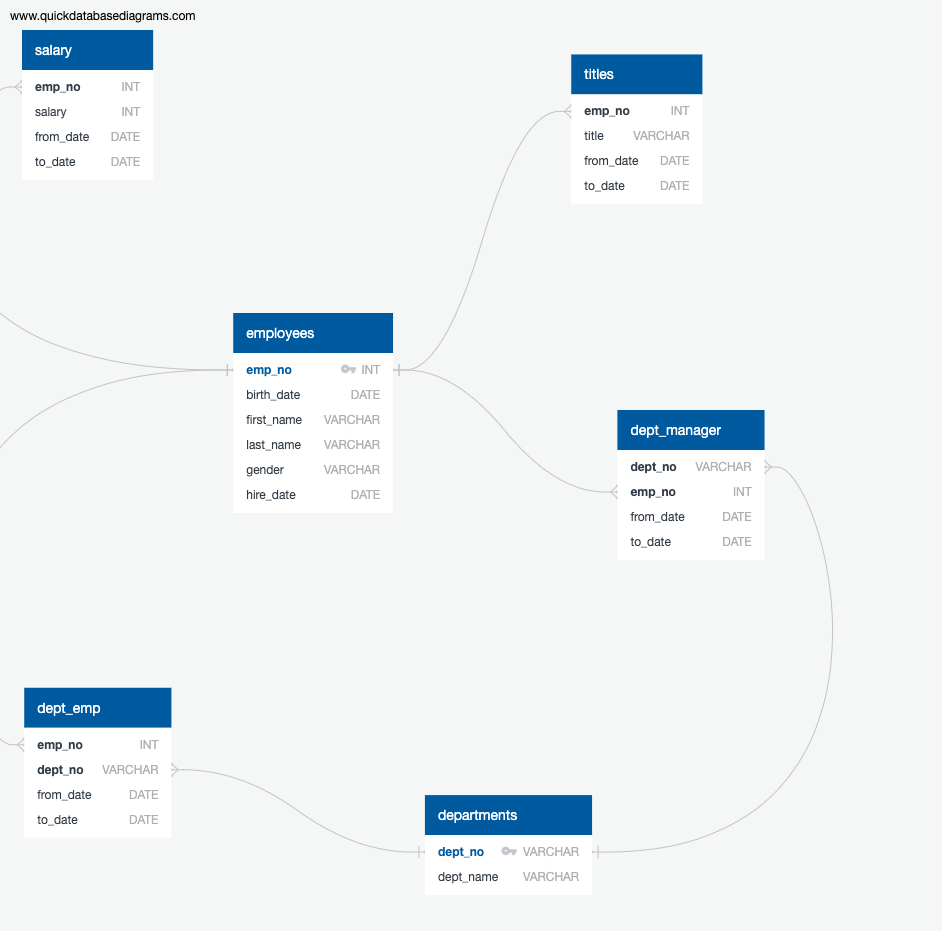 www.quickdatabasediagrams.com
salary
emp_no INT
salary INT
from_date DATE
to_date DATE
titles
emp_no INT
title VARCHAR
from_date DATE
to_date DATE
employees
emp_no INT
birth_date DATE
first_name VARCHAR
last_name VARCHAR
gender VARCHAR
hire_date DATE
dept_manager
dept_no VARCHAR
emp_no INT
from_date DATE
to_date DATE
dept_emp
emp_no INT
dept_no VARCHAR
from_date DATE
to_date DATE
departments
dept_no VARCHAR
dept_name VARCHAR